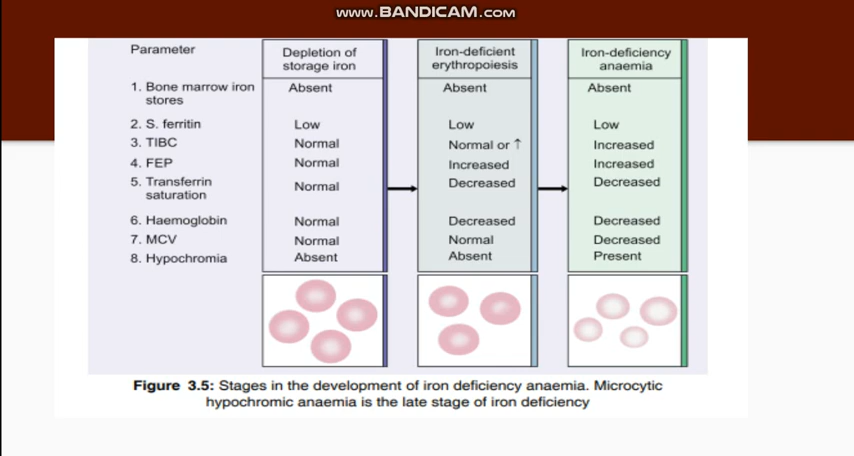 www.BANDICAM.com
Parameter Depletion of storage iron Iron-deficient erythropoiesis Iron-deficiency anaemia
1. Bone marrow iron stores Absent Absent Absent
2. S. ferritin Low Low Low
3. TIBC Normal Normal or ↑ Increased
4. FEP Normal Increased Increased
5. Transferrin saturation Normal Decreased Decreased
6. Haemoglobin Normal Decreased Decreased
7. MCV Normal Normal Decreased
8. Hypochromia Absent Absent Present
Figure 3.5: Stages in the development of iron deficiency anaemia. Microcytic
hypochromic anaemia is the late stage of iron deficiency